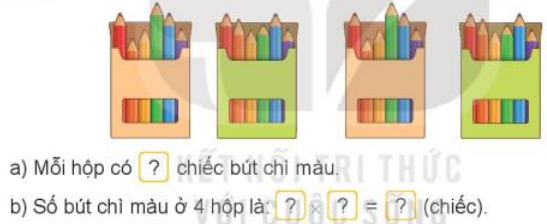 a) Mỗi hộp có ? chiếc bút chì màu.
b) Số bút chì màu ở 4 hộp là: ? × ? = ? (chiếc).